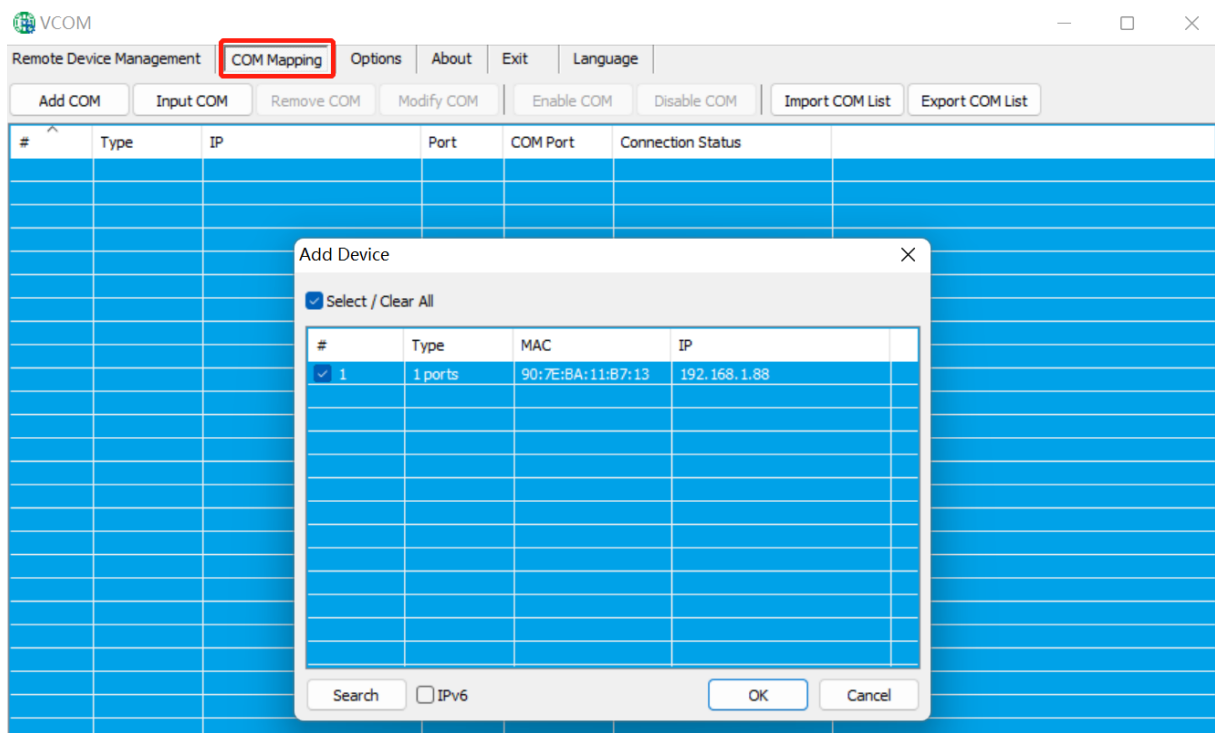 VCOM
Remote Device Management COM Mapping Options About Exit Language
Add COM Input COM Remove COM Modify COM Enable COM Disable COM Import COM List Export COM List
# Type IP Port COM Port Connection Status
Add Device
Select / Clear All
# Type MAC IP
1 1 ports 90:7E:BA:11:B7:13 192.168.1.88
Search IPv6 OK Cancel